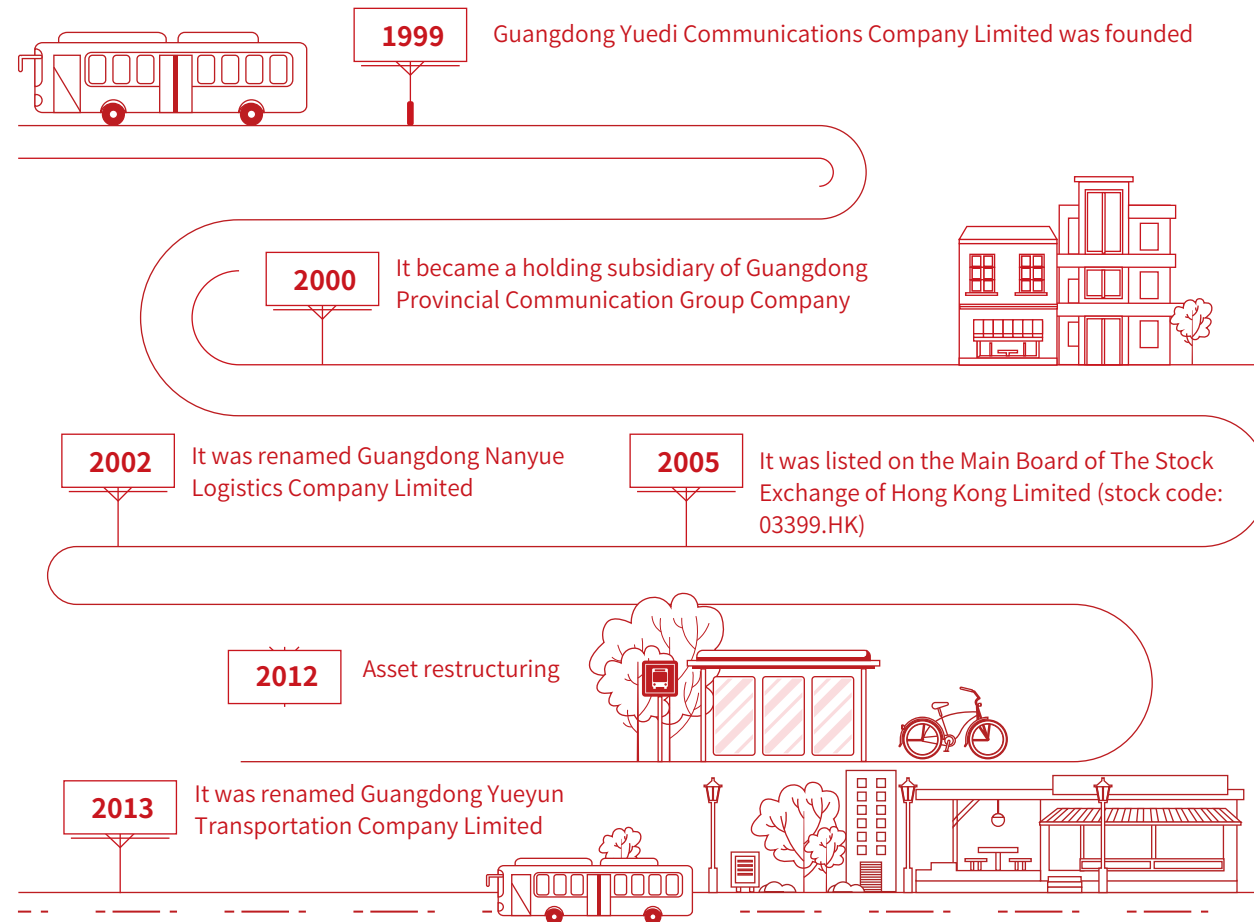 1999
Guangdong Yuedi Communications Company Limited was founded
2000
It became a holding subsidiary of Guangdong
Provincial Communication Group Company
2002
It was renamed Guangdong Nanyue
Logistics Company Limited
2005
It was listed on the Main Board of The Stock
Exchange of Hong Kong Limited (stock code:
03399.HK)
2012
Asset restructuring
2013
It was renamed Guangdong Yueyun
Transportation Company Limited